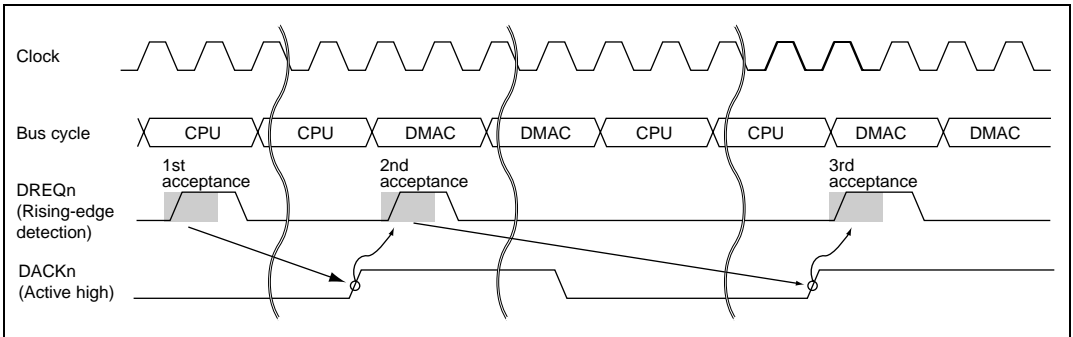 Clock
Bus cycle
CPU CPU DMAC DMAC CPU CPU DMAC DMAC
1st
acceptance
2nd
acceptance
3rd
acceptance
DREQn
(Rising-edge
detection)
DACKn
(Active high)